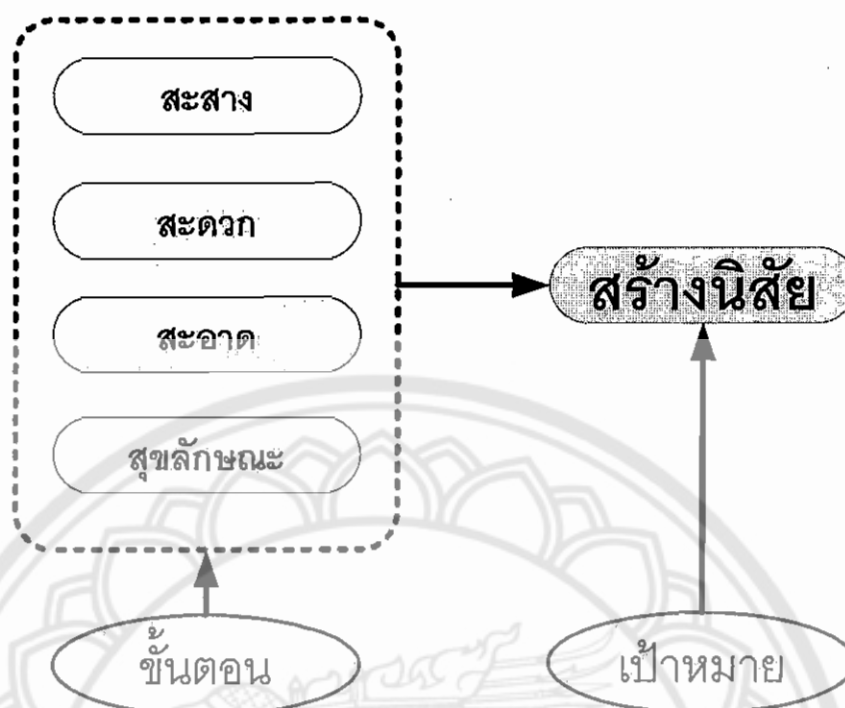 สะสาง
สะดวก
สะอาด
สุขลักษณะ
สร้างนิสัย
ขั้นตอน
เป้าหมาย